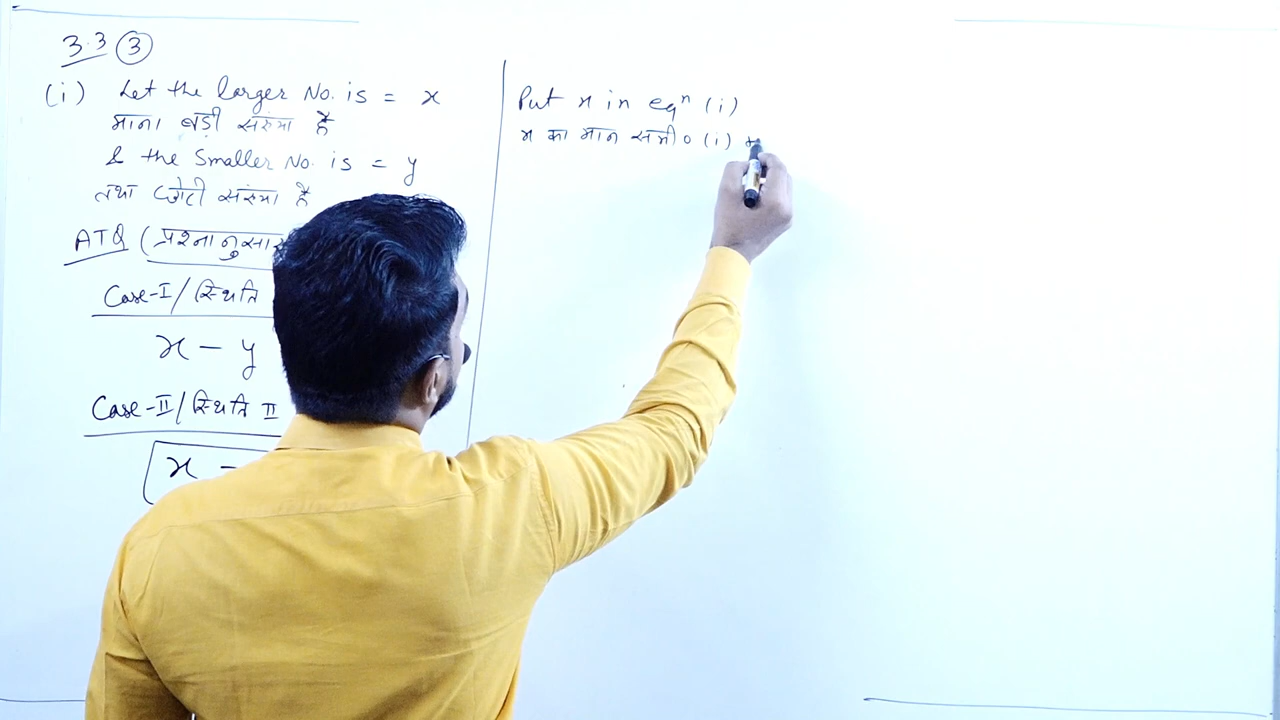 3.3 (3)
(i) Let the larger No. is = x
माना बड़ी संख्या है
& the Smaller No. is = y
तथा छोटी संख्या है
ATQ (प्रश्नानुसार
Case-I / स्थिति
x - y
Case-II / स्थिति II
x -
Put x in eqⁿ (i)
x का मान समी० (i)